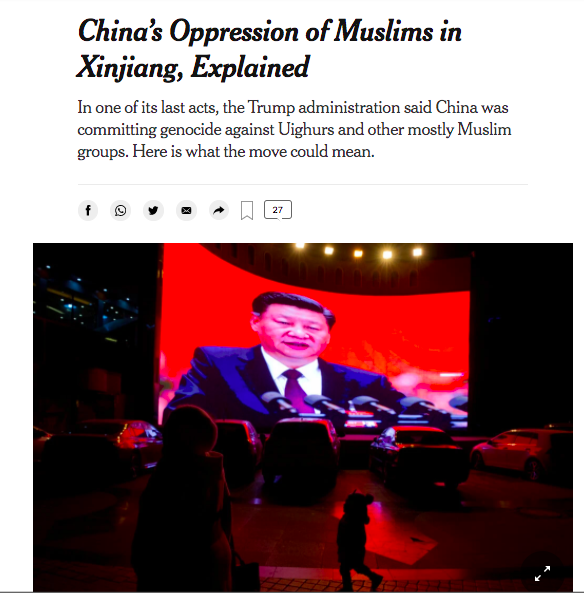 China's Oppression of Muslims in
Xinjiang, Explained
In one of its last acts, the Trump administration said China was
committing genocide against Uighurs and other mostly Muslim
groups. Here is what the move could mean.
27